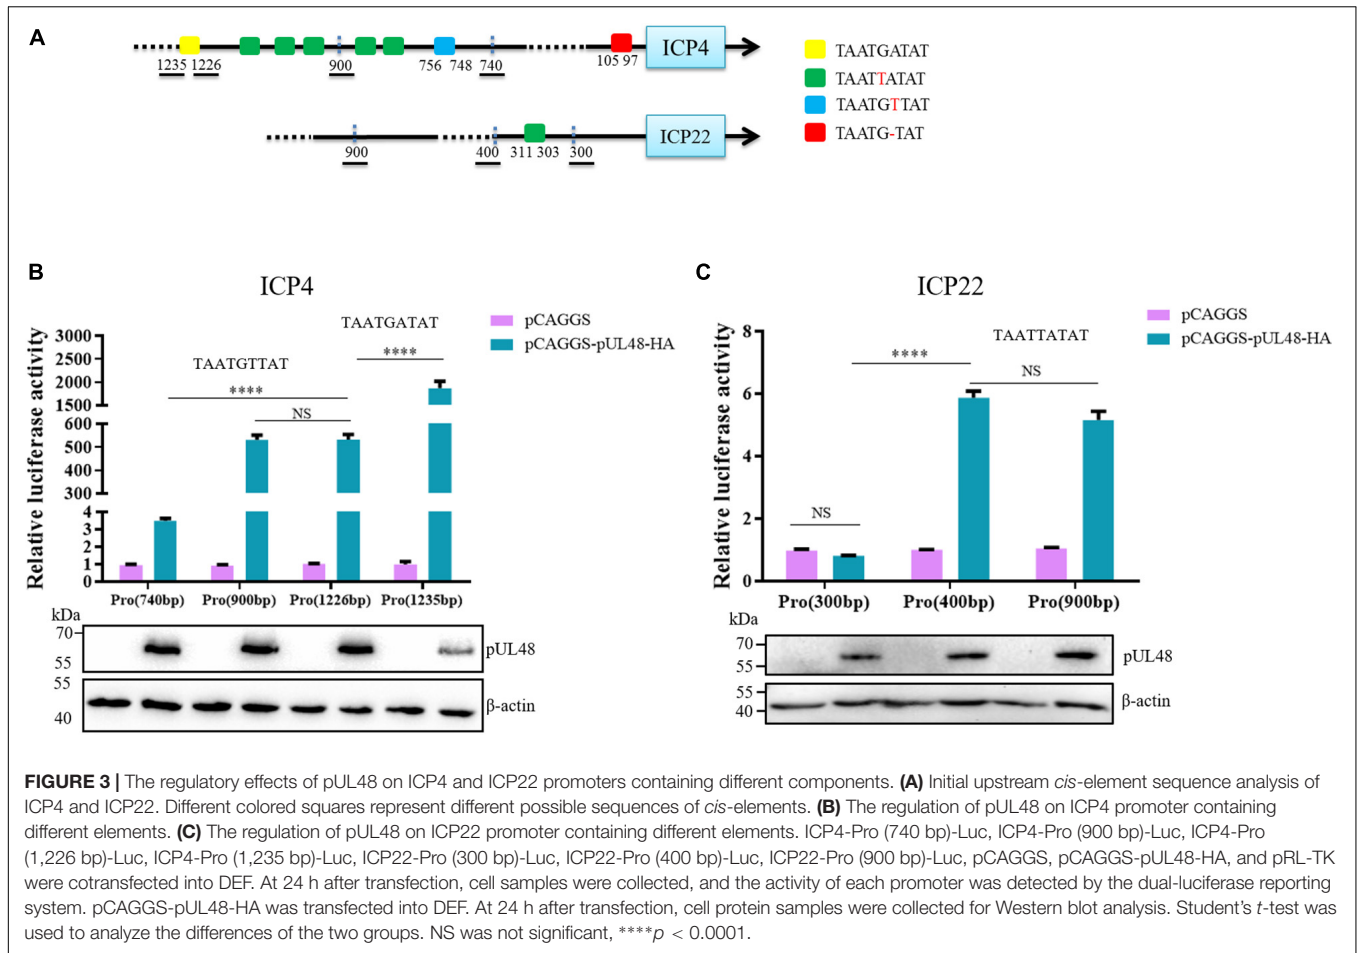 A
1235 1226 900 756 748 740 105 97
ICP4
900 400 311 303 300
ICP22
TAATGATAT
TAATTATAT
TAATGTTAT
TAATG-TAT
B
ICP4
pCAGGS
pCAGGS-pUL48-HA
TAATGATAT
****
TAATGTTAT
****
NS
Relative luciferase activity
3000
2500
2000
1500
600
500
400
300
4
3
2
1
0
Pro(740bp) Pro(900bp) Pro(1226bp) Pro(1235bp)
kDa
70
55
pUL48
55
40
β-actin
C
ICP22
pCAGGS
pCAGGS-pUL48-HA
TAATTATAT
****
NS
NS
Relative luciferase activity
8
6
4
2
0
Pro(300bp) Pro(400bp) Pro(900bp)
kDa
70
55
pUL48
55
40
β-actin
FIGURE 3 | The regulatory effects of pUL48 on ICP4 and ICP22 promoters containing different components. (A) Initial upstream cis-element sequence analysis of
ICP4 and ICP22. Different colored squares represent different possible sequences of cis-elements. (B) The regulation of pUL48 on ICP4 promoter containing
different elements. (C) The regulation of pUL48 on ICP22 promoter containing different elements. ICP4-Pro (740 bp)-Luc, ICP4-Pro (900 bp)-Luc, ICP4-Pro
(1,226 bp)-Luc, ICP4-Pro (1,235 bp)-Luc, ICP22-Pro (300 bp)-Luc, ICP22-Pro (400 bp)-Luc, ICP22-Pro (900 bp)-Luc, pCAGGS, pCAGGS-pUL48-HA, and pRL-TK
were cotransfected into DEF. At 24 h after transfection, cell samples were collected, and the activity of each promoter was detected by the dual-luciferase reporting
system. pCAGGS-pUL48-HA was transfected into DEF. At 24 h after transfection, cell protein samples were collected for Western blot analysis. Student's t-test was
used to analyze the differences of the two groups. NS was not significant, ****p < 0.0001.